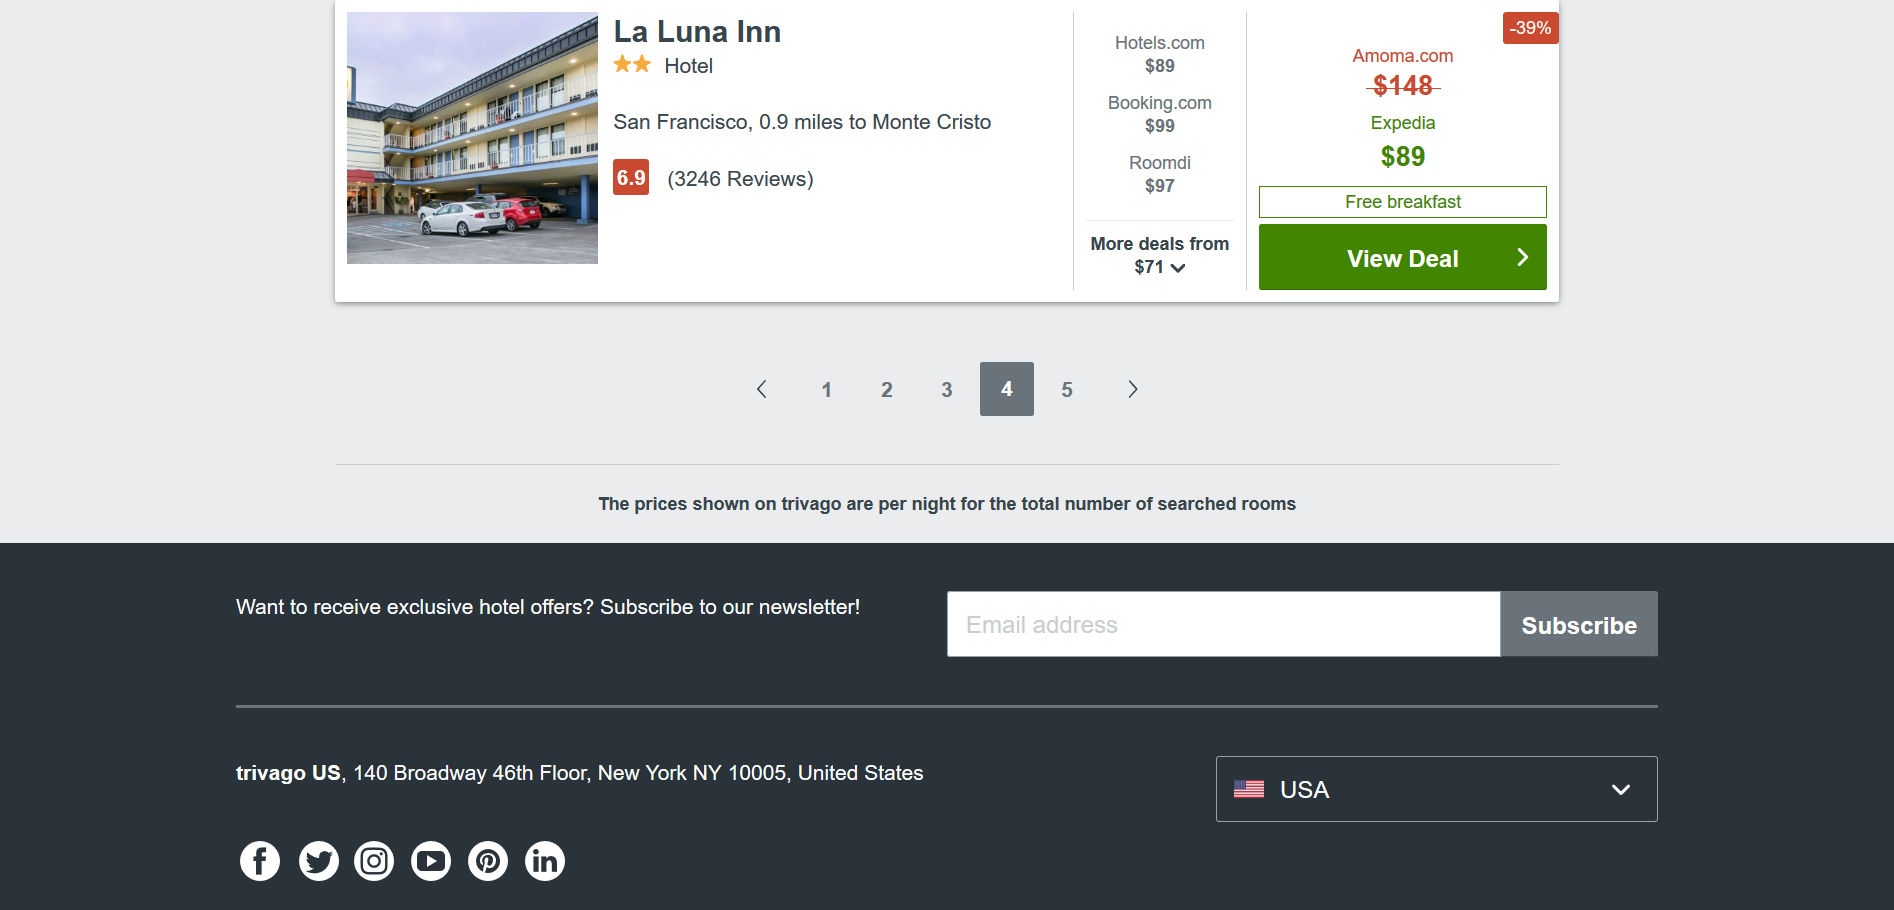 La Luna Inn
Hotel
San Francisco, 0.9 miles to Monte Cristo
6.9 (3246 Reviews)
Hotels.com
$89
Booking.com
$99
Roomdi
$97
More deals from
$71
-39%
Amoma.com
$148
Expedia
$89
Free breakfast
View Deal
1 2 3 4 5
The prices shown on trivago are per night for the total number of searched rooms
Want to receive exclusive hotel offers? Subscribe to our newsletter!
Email address
Subscribe
trivago US, 140 Broadway 46th Floor, New York NY 10005, United States
USA